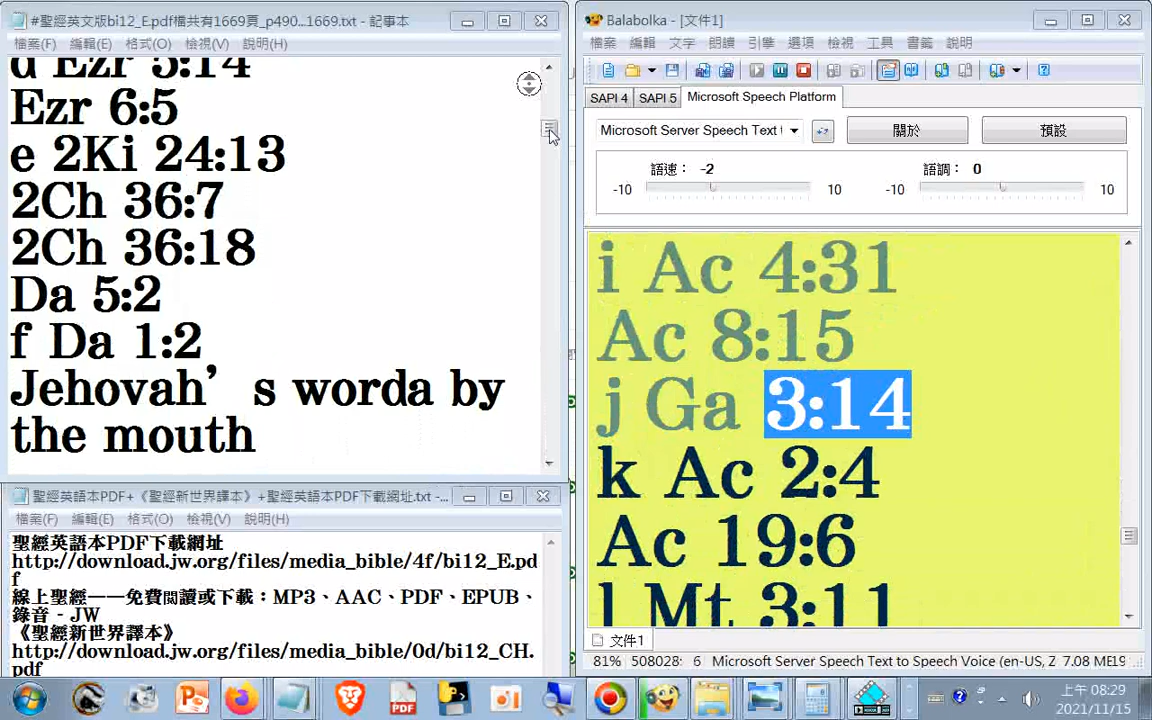 #聖經英文版bi12_E.pdf檔共有1669頁_p490...1669.txt - 記事本
檔案(F) 編輯(E) 格式(O) 檢視(V) 說明(H)
d Ezr 5:14
Ezr 6:5
e 2Ki 24:13
2Ch 36:7
2Ch 36:18
Da 5:2
f Da 1:2
Jehovah’s worda by
the mouth
聖經英語本PDF+《聖經新世界譯本》+聖經英語本PDF下載網址.txt -...
檔案(F) 編輯(E) 格式(O) 檢視(V) 說明(H)
聖經英語本PDF下載網址
http://download.jw.org/files/media_bible/4f/bi12_E.pd
f
線上聖經——免費閱讀或下載：MP3、AAC、PDF、EPUB、
錄音 - JW
《聖經新世界譯本》
http://download.jw.org/files/media_bible/0d/bi12_CH.
pdf
Balabolka - [文件1]
檔案 編輯 文字 朗讀 引擎 選項 檢視 工具 書籤 說明
SAPI 4 SAPI 5 Microsoft Speech Platform
Microsoft Server Speech Text 關於 預設
語速： -2 語調： 0
-10 10 -10 10
i Ac 4:31
Ac 8:15
j Ga 3:14
k Ac 2:4
Ac 19:6
l Mt 3:11
文件1
81% 508028: 6 Microsoft Server Speech Text to Speech Voice (en-US, Z 7.08 ME19
PDF
上午 08:29
2021/11/15